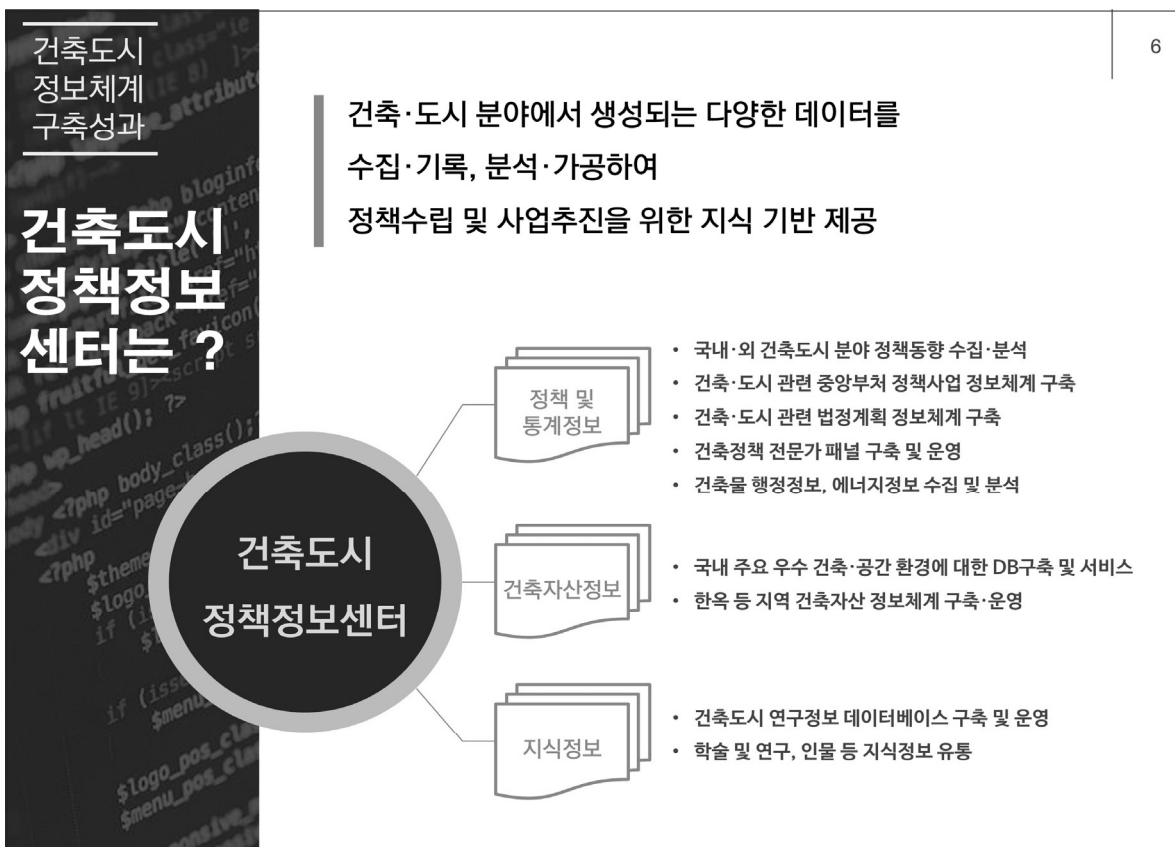 건축도시
정보체계
구축성과
건축도시
정책정보
센터는 ?
6
건축·도시 분야에서 생성되는 다양한 데이터를
수집·기록, 분석·가공하여
정책수립 및 사업추진을 위한 지식 기반 제공
건축도시
정책정보센터
정책 및
통계정보
• 국내·외 건축도시 분야 정책동향 수집·분석
• 건축·도시 관련 중앙부처 정책사업 정보체계 구축
• 건축·도시 관련 법정계획 정보체계 구축
• 건축정책 전문가 패널 구축 및 운영
• 건축물 행정정보, 에너지정보 수집 및 분석
건축자산정보
• 국내 주요 우수 건축·공간 환경에 대한 DB구축 및 서비스
• 한옥 등 지역 건축자산 정보체계 구축·운영
지식정보
• 건축도시 연구정보 데이터베이스 구축 및 운영
• 학술 및 연구, 인물 등 지식정보 유통